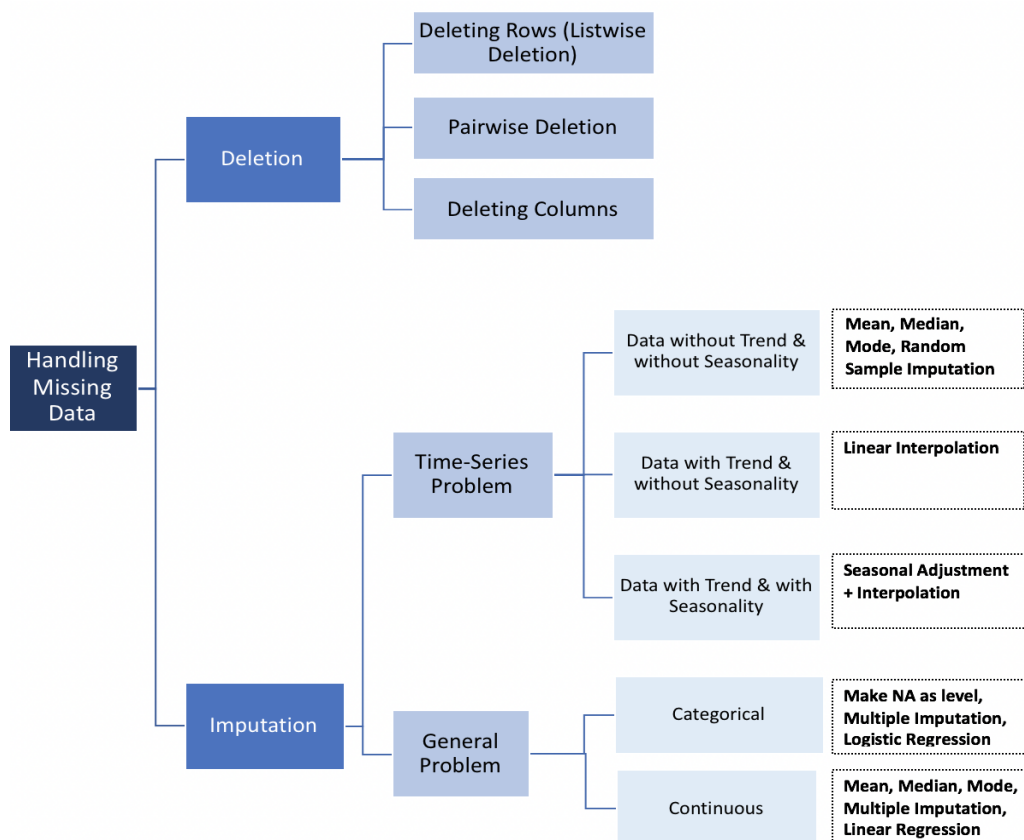 Deleting Rows (Listwise
Deletion)
Pairwise Deletion
Deletion
Deleting Columns
Handling
Missing
Data
Data without Trend &
without Seasonality
Mean, Median,
Mode, Random
Sample Imputation
Time-Series
Problem
Data with Trend &
without Seasonality
Linear Interpolation
Data with Trend & with
Seasonality
Seasonal Adjustment
+ Interpolation
Imputation
General
Problem
Categorical
Make NA as level,
Multiple Imputation,
Logistic Regression
Continuous
Mean, Median, Mode,
Multiple Imputation,
Linear Regression